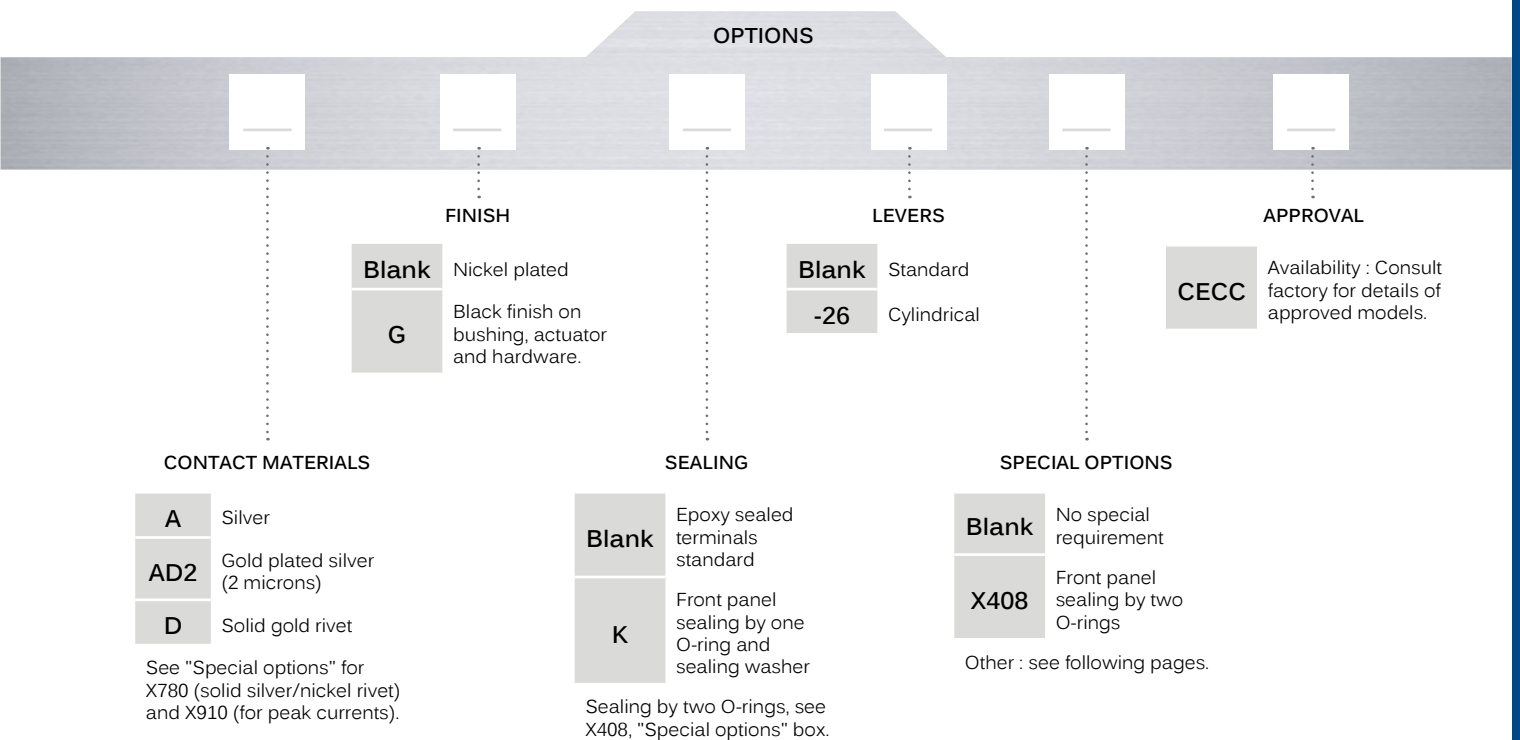 OPTIONS
FINISH
Blank
Nickel plated
G
Black finish on
bushing, actuator
and hardware.
LEVERS
Blank
Standard
-26
Cylindrical
APPROVAL
CECC
Availability : Consult
factory for details of
approved models.
CONTACT MATERIALS
A
Silver
AD2
Gold plated silver
(2 microns)
D
Solid gold rivet
See "Special options" for
X780 (solid silver/nickel rivet)
and X910 (for peak currents).
SEALING
Blank
Epoxy sealed
terminals
standard
K
Front panel
sealing by one
O-ring and
sealing washer
Sealing by two O-rings, see
X408, "Special options" box.
SPECIAL OPTIONS
Blank
No special
requirement
X408
Front panel
sealing by two
O-rings
Other : see following pages.